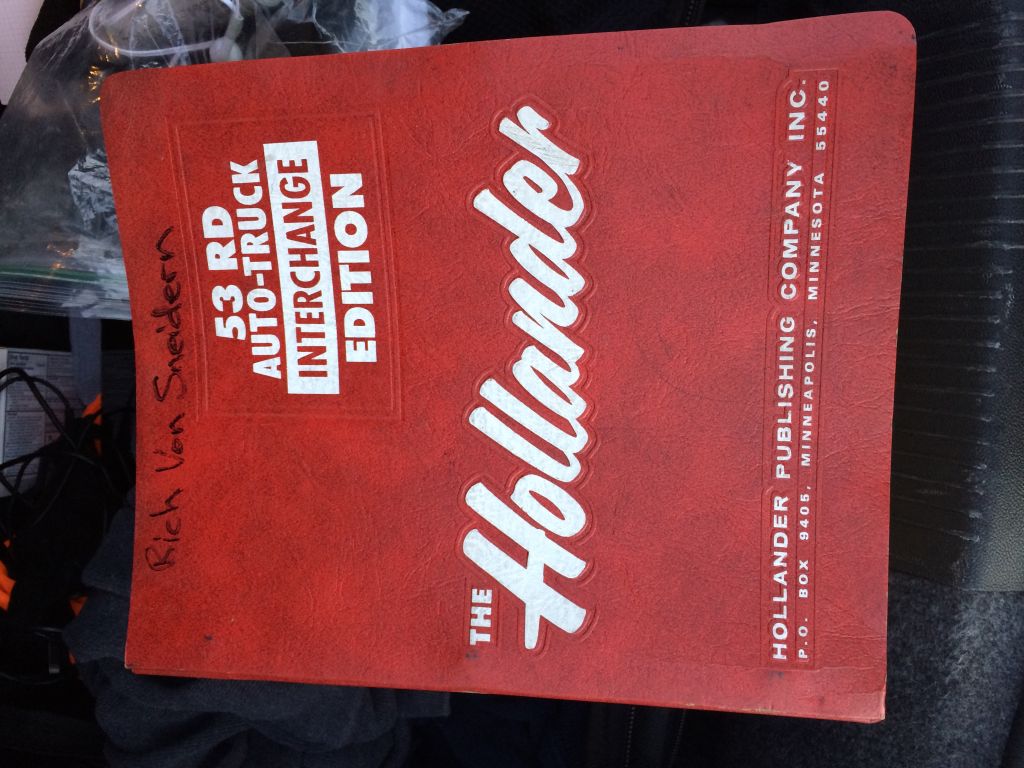 Rich Von Sneidern
53 RD
AUTO-TRUCK
INTERCHANGE
EDITION
THE
Hollander
HOLLANDER PUBLISHING COMPANY INC.
P.O. BOX 9405, MINNEAPOLIS, MINNESOTA 55440